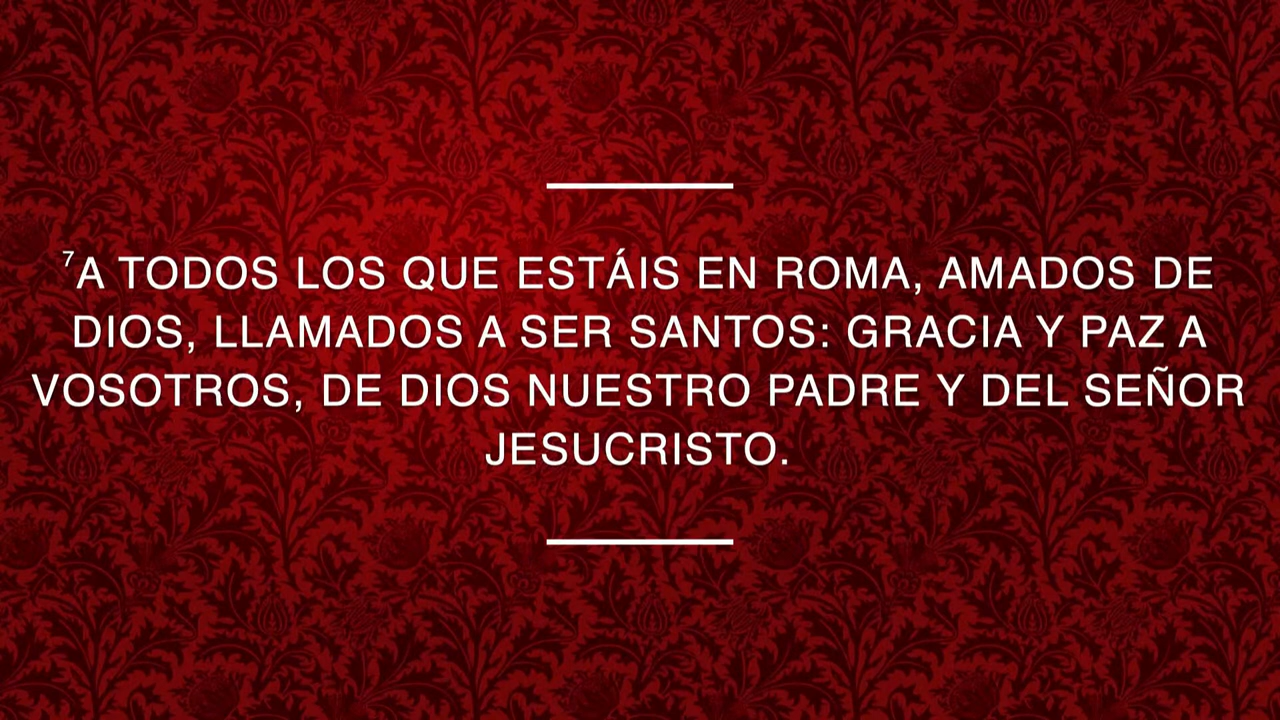 ⁷A TODOS LOS QUE ESTÁIS EN ROMA, AMADOS DE
DIOS, LLAMADOS A SER SANTOS: GRACIA Y PAZ A
VOSOTROS, DE DIOS NUESTRO PADRE Y DEL SEÑOR
JESUCRISTO.